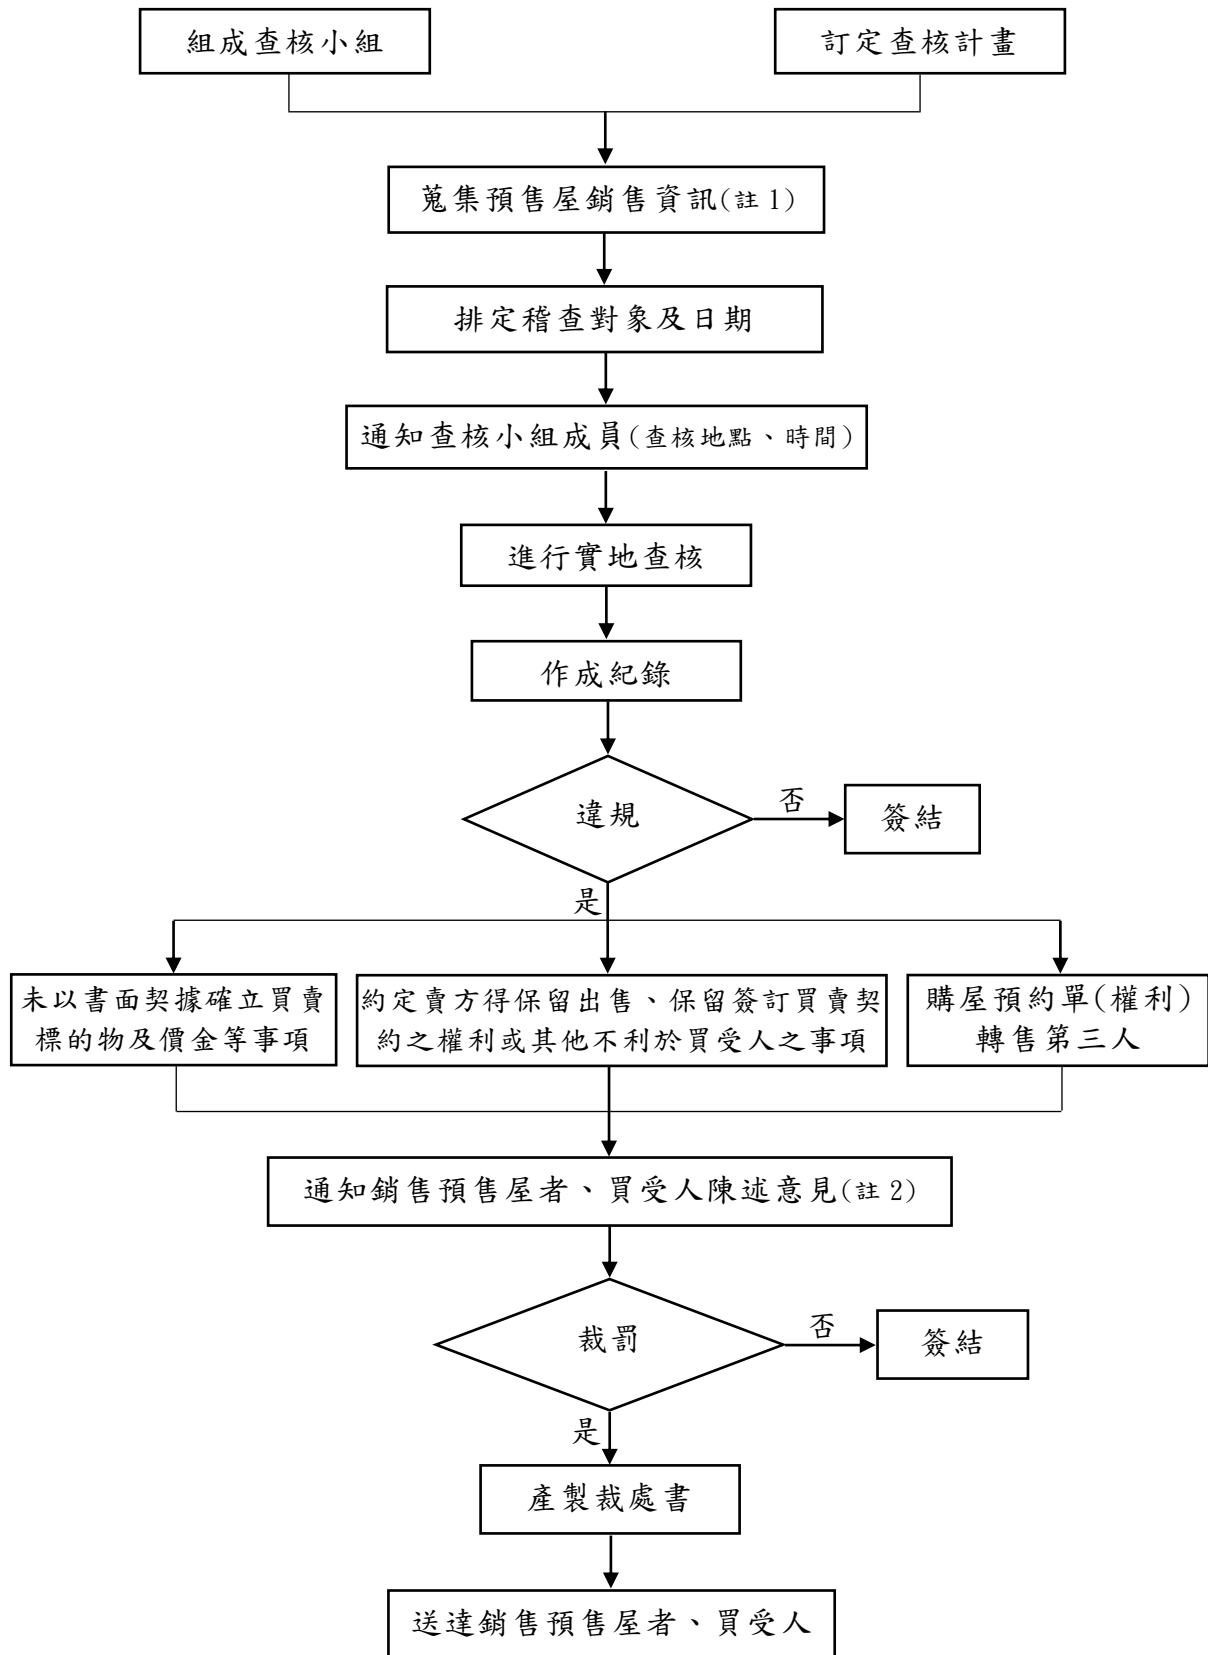 組成查核小組
訂定查核計畫
蒐集預售屋銷售資訊(註1)
排定稽查對象及日期
通知查核小組成員(查核地點、時間)
進行實地查核
作成紀錄
違規
否
簽結
是
未以書面契據確立買賣
標的物及價金等事項
約定賣方得保留出售、保留簽訂買賣契
約之權利或其他不利於買受人之事項
購屋預約單(權利)
轉售第三人
通知銷售預售屋者、買受人陳述意見(註2)
裁罰
否
簽結
是
產製裁處書
送達銷售預售屋者、買受人